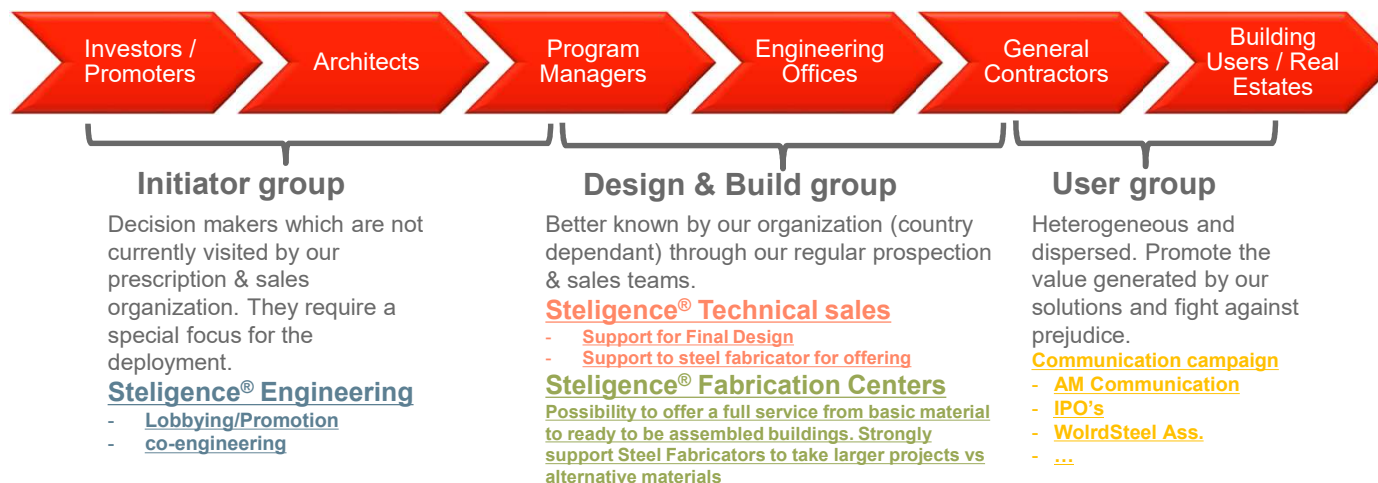 Investors /
Promoters
Architects
Program
Managers
Engineering
Offices
General
Contractors
Building
Users / Real
Estates
Initiator group
Decision makers which are not
currently visited by our
prescription & sales
organization. They require a
special focus for the
deployment.
Steligence® Engineering
- Lobbying/Promotion
- co-engineering
Design & Build group
Better known by our organization (country
dependant) through our regular prospection
& sales teams.
Steligence® Technical sales
- Support for Final Design
- Support to steel fabricator for offering
Steligence® Fabrication Centers
Possibility to offer a full service from basic material
to ready to be assembled buildings. Strongly
support Steel Fabricators to take larger projects vs
alternative materials
User group
Heterogeneous and
dispersed. Promote the
value generated by our
solutions and fight against
prejudice.
Communication campaign
- AM Communication
- IPO's
- WolrdSteel Ass.
- ...